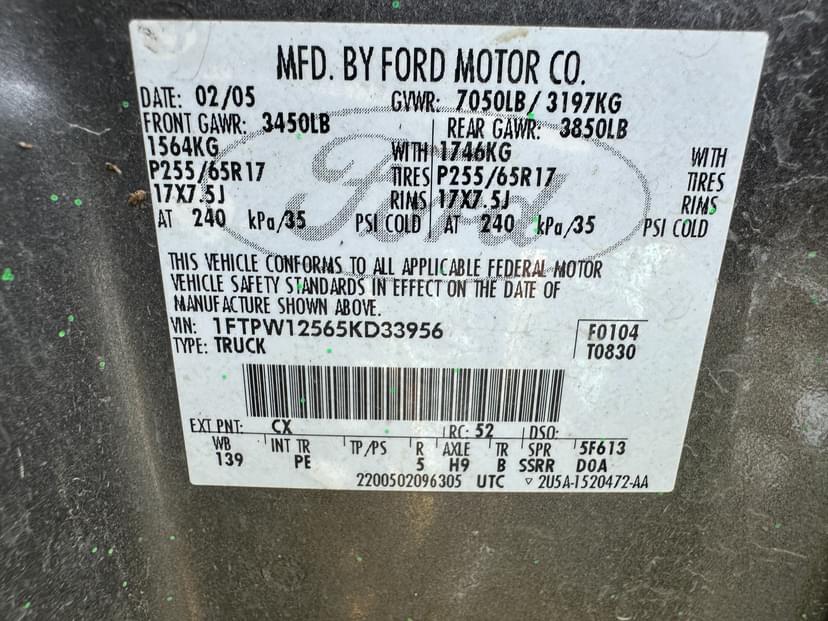 MFD. BY FORD MOTOR CO.
DATE: 02/05 GVWR: 7050LB/ 3197KG
FRONT GAWR: 3450LB REAR GAWR: 3850LB
1564KG WITH 1746KG WITH
P255/65R17 TIRES P255/65R17 TIRES
17X7.5J RIMS 17X7.5J RIMS
AT 240 kPa/35 PSI COLD AT 240 kPa/35 PSI COLD
Ford
THIS VEHICLE CONFORMS TO ALL APPLICABLE FEDERAL MOTOR
VEHICLE SAFETY STANDARDS IN EFFECT ON THE DATE OF
MANUFACTURE SHOWN ABOVE.
VIN: 1FTPW12565KD33956 F0104
TYPE: TRUCK T0830
EXT PNT: CX RC: 52 DSO:
WB INT TR TP/PS R AXLE TR SPR 5F613
139 PE 5 H9 B SSRR DOA
2200502096305 UTC ▽ 2U5A-1520472-AA